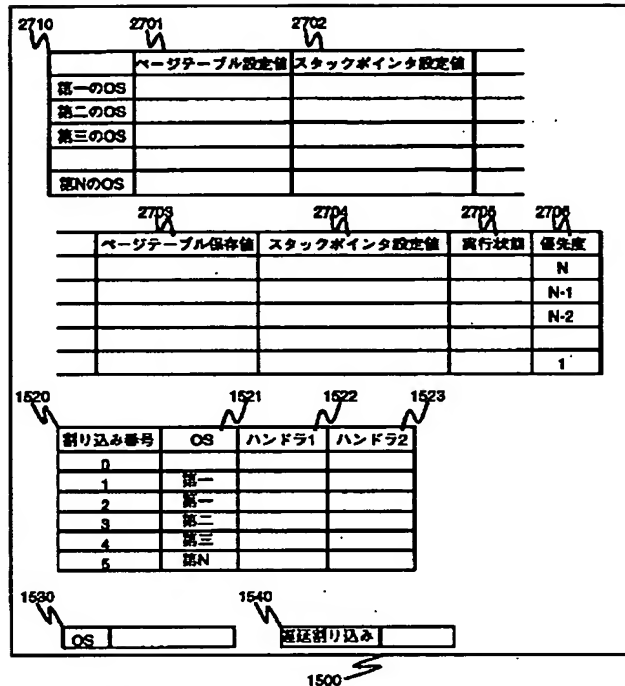 2710 2701 2702
ページテーブル設定値 スタックポインタ設定値
第一のOS
第二のOS
第三のOS
第NのOS
2703 2704 2705 2706
ページテーブル保存値 スタックポインタ設定値 実行状態 優先度
N
N-1
N-2
1
1520 1521 1522 1523
割り込み番号 OS ハンドラ1 ハンドラ2
0
1 第一
2 第一
3 第二
4 第三
5 第N
1530 1540
OS 遅延割り込み
1500